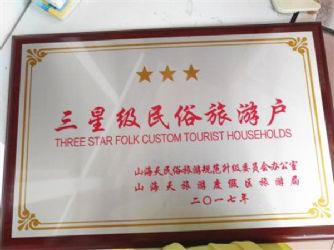 三星级民俗旅游户
THREE STAR FOLK CUSTOM TOURIST HOUSEHOLDS
山海天民俗旅游规范升级委员会办公室
山海天旅游度假区旅游局
二〇一七年